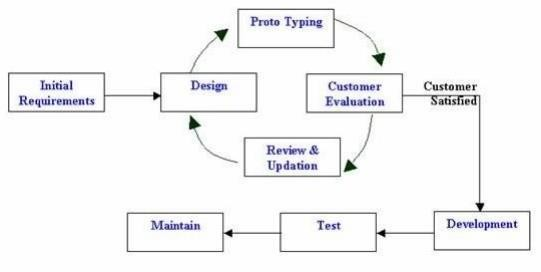 Proto Typing
Initial
Requirements
Design
Customer
Evaluation
Customer
Satisfied
Review &
Updation
Maintain
Test
Development